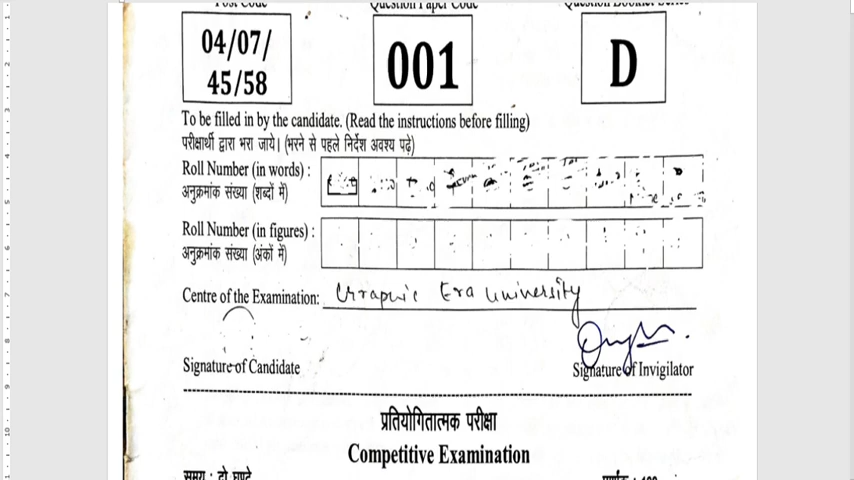 Post Code Question Paper Code Question Booklet Series
04/07/
45/58
001
D
To be filled in by the candidate. (Read the instructions before filling)
परीक्षार्थी द्वारा भरा जाये। (भरने से पहले निर्देश अवश्य पढ़े)
Roll Number (in words) :
अनुक्रमांक संख्या (शब्दों में)
Roll Number (in figures) :
अनुक्रमांक संख्या (अंकों में)
Centre of the Examination: Graphic Era University
Signature of Candidate Signature of Invigilator
प्रतियोगितात्मक परीक्षा
Competitive Examination
समय : दो घण्टे